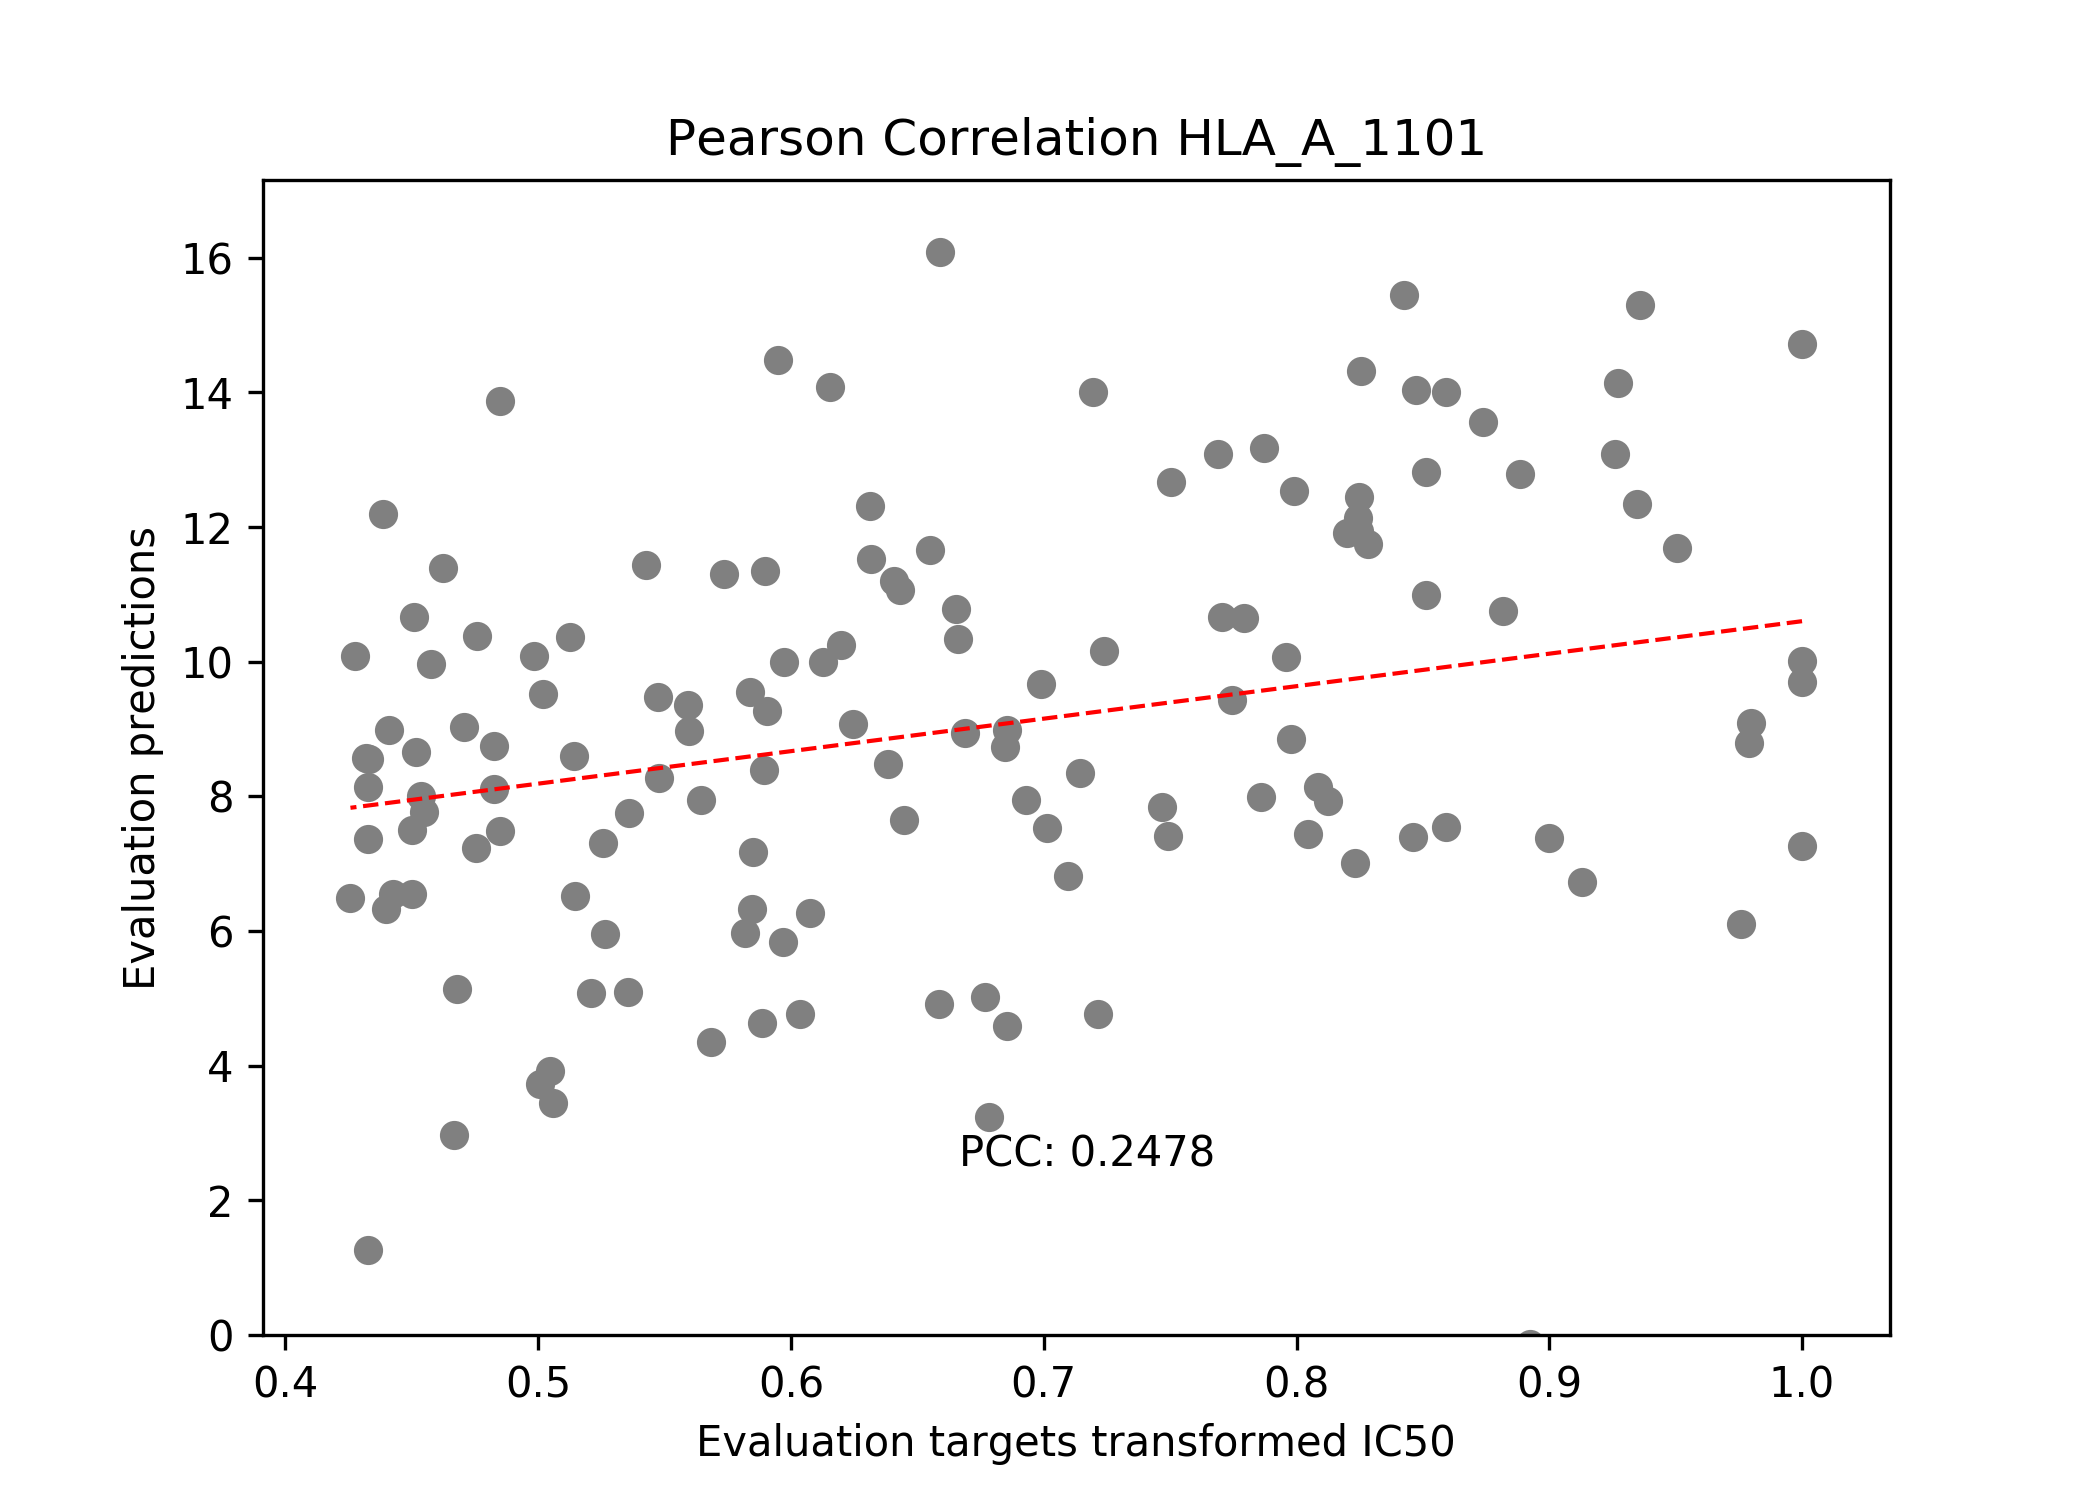 Pearson Correlation HLA_A_1101
16
14
12
10
8
6
4
2
0
Evaluation predictions
PCC: 0.2478
0.4 0.5 0.6 0.7 0.8 0.9 1.0
Evaluation targets transformed IC50